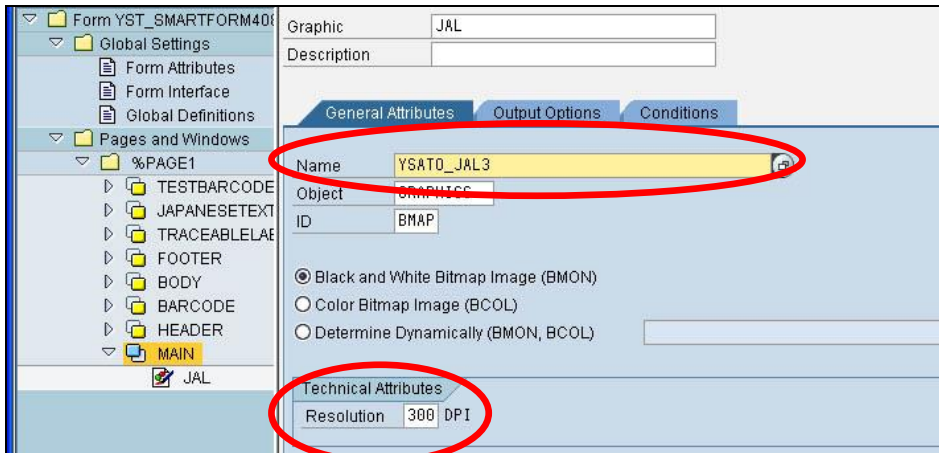 Form YST_SMARTFORM408
Global Settings
Form Attributes
Form Interface
Global Definitions
Pages and Windows
%PAGE1
TESTBARCODE
JAPANESETEXT
TRACEABLELAB
FOOTER
BODY
BARCODE
HEADER
MAIN
JAL
Graphic JAL
Description
General Attributes Output Options Conditions
Name YSATO_JAL3
Object GRAPHICS
ID BMAP
Black and White Bitmap Image (BMON)
Color Bitmap Image (BCOL)
Determine Dynamically (BMON, BCOL)
Technical Attributes
Resolution 300 DPI